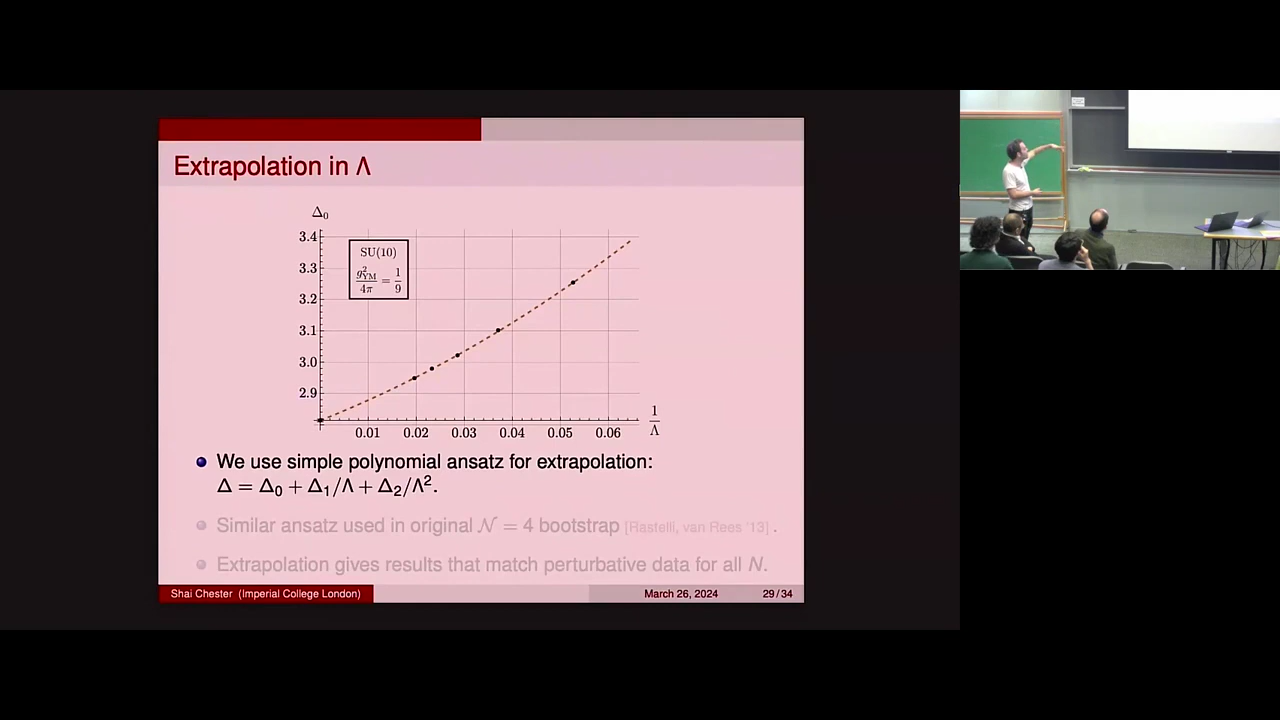 Extrapolation in Λ
Δ₀
3.4
3.3
3.2
3.1
3.0
2.9
SU(10)
g²_YM/4π = 1/9
0.01 0.02 0.03 0.04 0.05 0.06
1/Λ
We use simple polynomial ansatz for extrapolation:
Δ = Δ₀ + Δ₁/Λ + Δ₂/Λ².
Similar ansatz used in original 𝒩 = 4 bootstrap [Rastelli, van Rees '13] .
Extrapolation gives results that match perturbative data for all N.
Shai Chester (Imperial College London) March 26, 2024 29 / 34